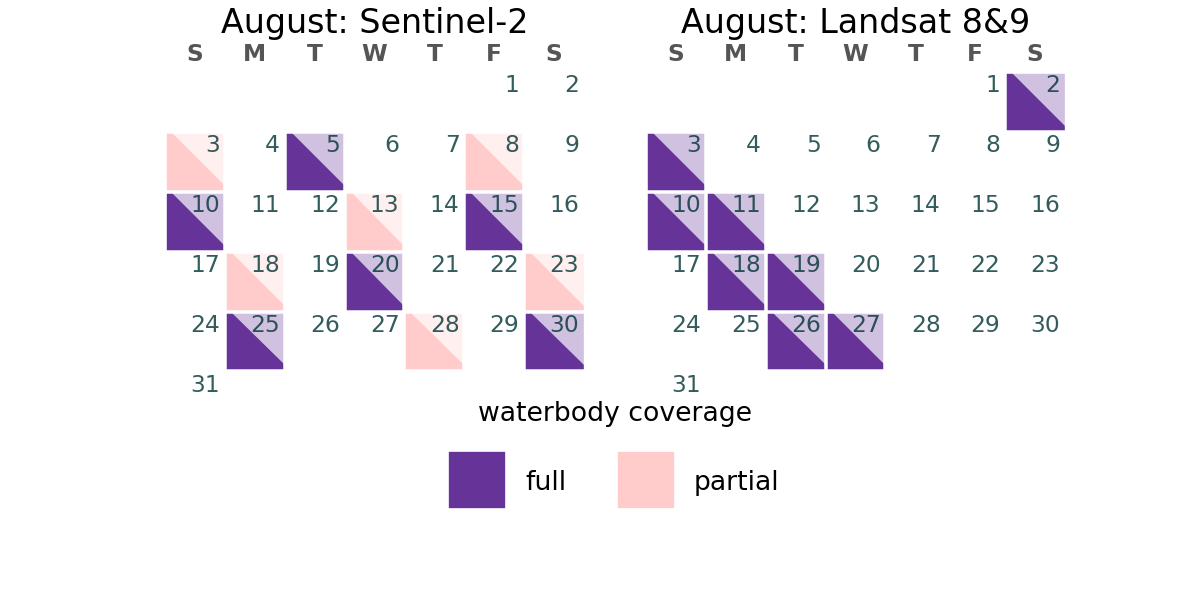 August: Sentinel-2
S M T W T F S
1 2
3 4 5 6 7 8 9
10 11 12 13 14 15 16
17 18 19 20 21 22 23
24 25 26 27 28 29 30
31
August: Landsat 8&9
S M T W T F S
1 2
3 4 5 6 7 8 9
10 11 12 13 14 15 16
17 18 19 20 21 22 23
24 25 26 27 28 29 30
31
waterbody coverage
full partial